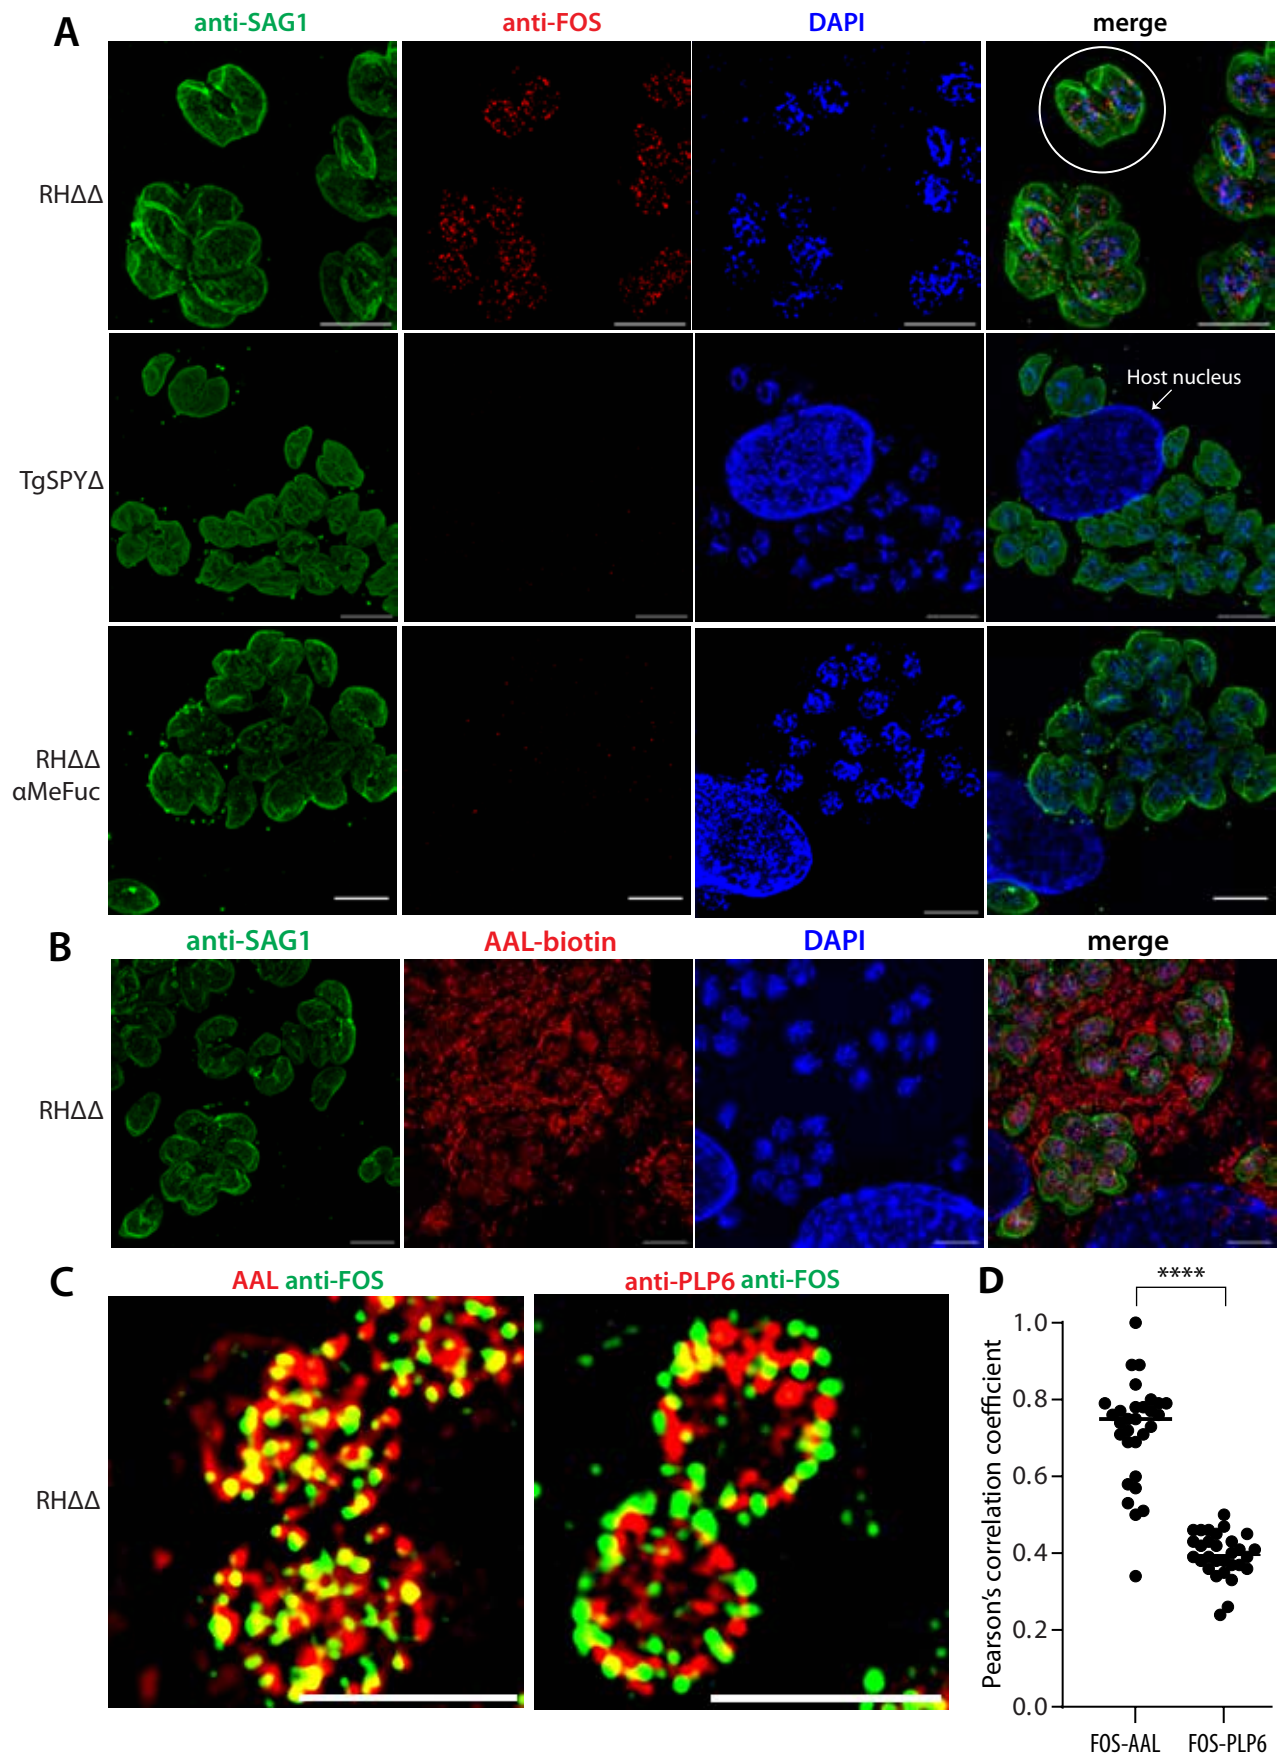 A
anti-SAG1 anti-FOS DAPI merge
RHΔΔ
TgSPYΔ
Host nucleus
RHΔΔ
αMeFuc
B
anti-SAG1 AAL-biotin DAPI merge
RHΔΔ
C
AAL anti-FOS
anti-PLP6 anti-FOS
RHΔΔ
D
****
Pearson's correlation coefficient
1.0
0.8
0.6
0.4
0.2
0.0
FOS-AAL FOS-PLP6